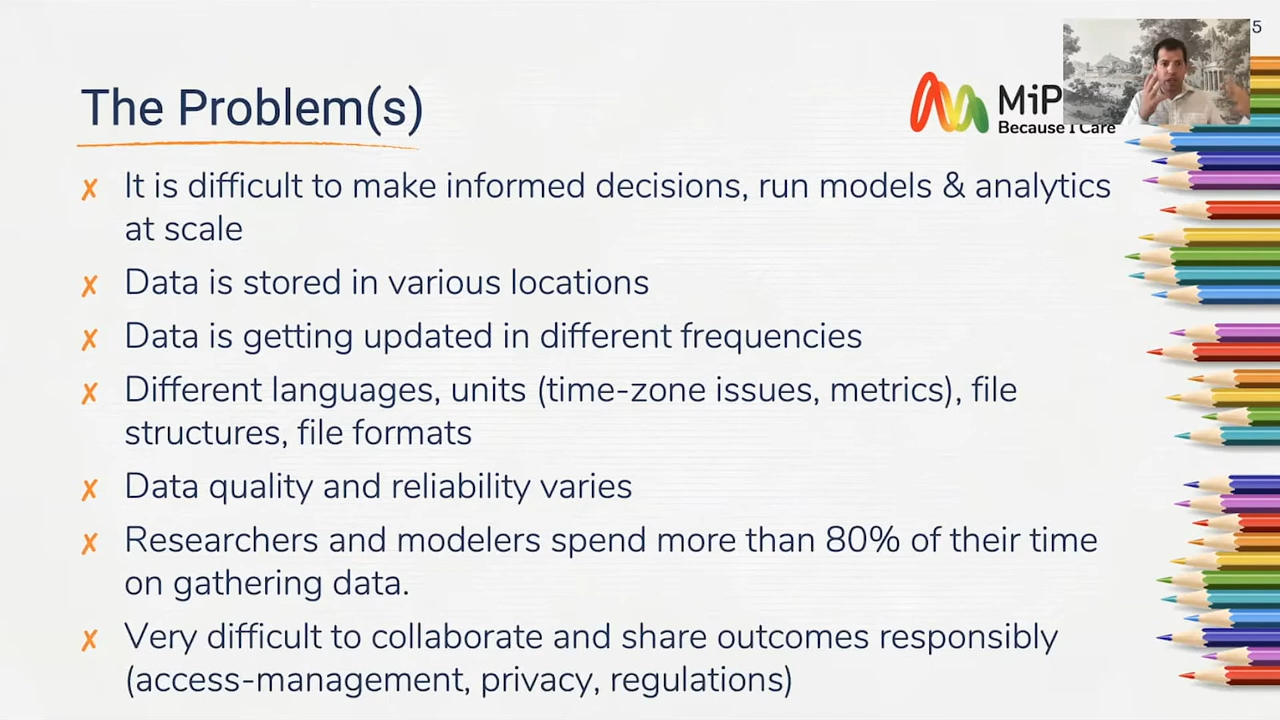 5
The Problem(s)
MiP
Because I Care
It is difficult to make informed decisions, run models & analytics
at scale
Data is stored in various locations
Data is getting updated in different frequencies
Different languages, units (time-zone issues, metrics), file
structures, file formats
Data quality and reliability varies
Researchers and modelers spend more than 80% of their time
on gathering data.
Very difficult to collaborate and share outcomes responsibly
(access-management, privacy, regulations)